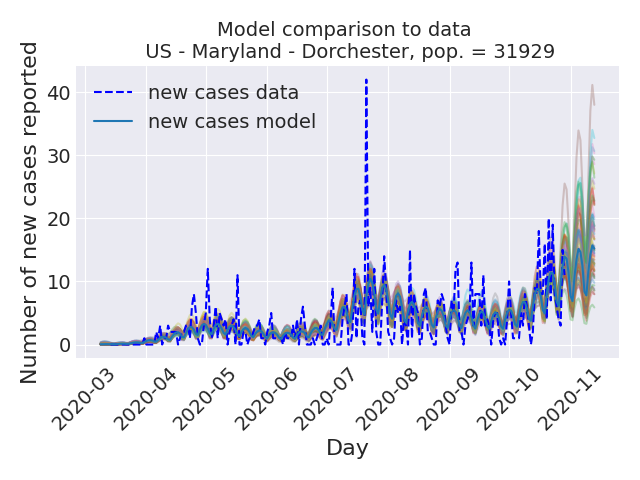 Model comparison to data
US - Maryland - Dorchester, pop. = 31929
Number of new cases reported
40
30
20
10
0
new cases data
new cases model
2020-03
2020-04
2020-05
2020-06
2020-07
2020-08
2020-09
2020-10
2020-11
Day